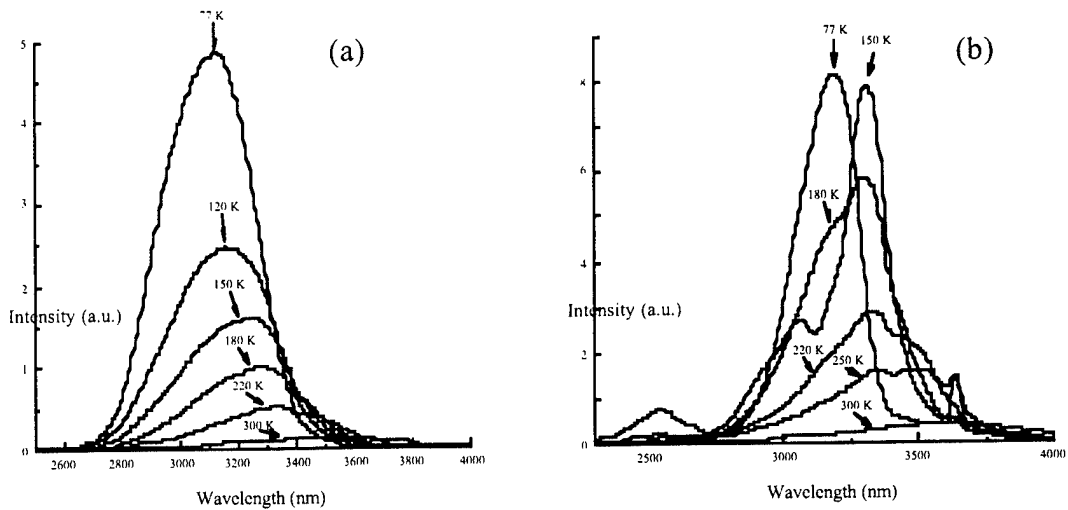 77 K
(a)
5
4
3
2
1
0
120 K
150 K
180 K
220 K
300 K
Intensity (a.u.)
2600 2800 3000 3200 3400 3600 3800 4000
Wavelength (nm)
(b)
77 K
150 K
8
6
4
2
0
180 K
220 K
250 K
300 K
Intensity (a.u.)
2500 3000 3500 4000
Wavelength (nm)